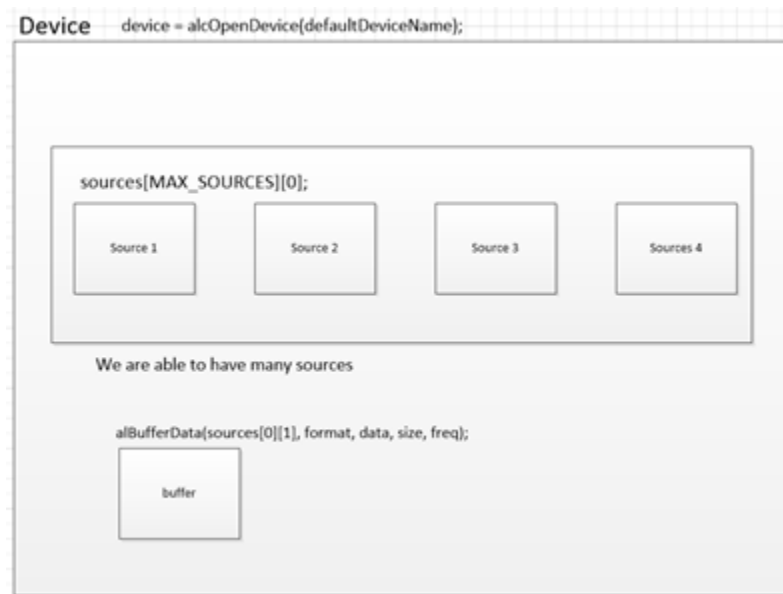 Device device = alcOpenDevice(defaultDeviceName);
sources[MAX_SOURCES][0];
Source 1 Source 2 Source 3 Sources 4
We are able to have many sources
alBufferData(sources[0][1], format, data, size, freq);
buffer